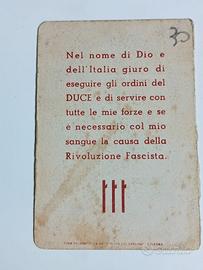 30
Nel nome di Dio e
dell'Italia giuro di
eseguire gli ordini del
DUCE e di servire con
tutte le mie forze e se
è necessario col mio
sangue la causa della
Rivoluzione Fascista.